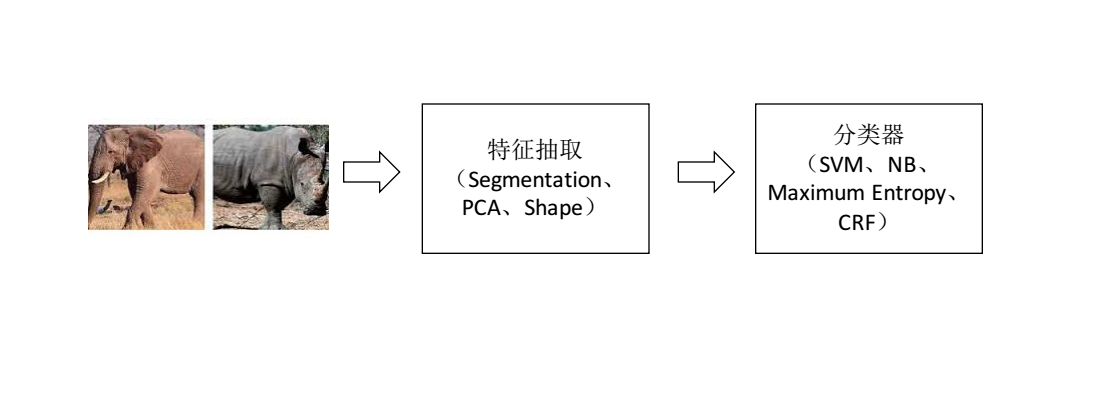 特征抽取
（Segmentation、
PCA、Shape）
分类器
（SVM、NB、
Maximum Entropy、
CRF）